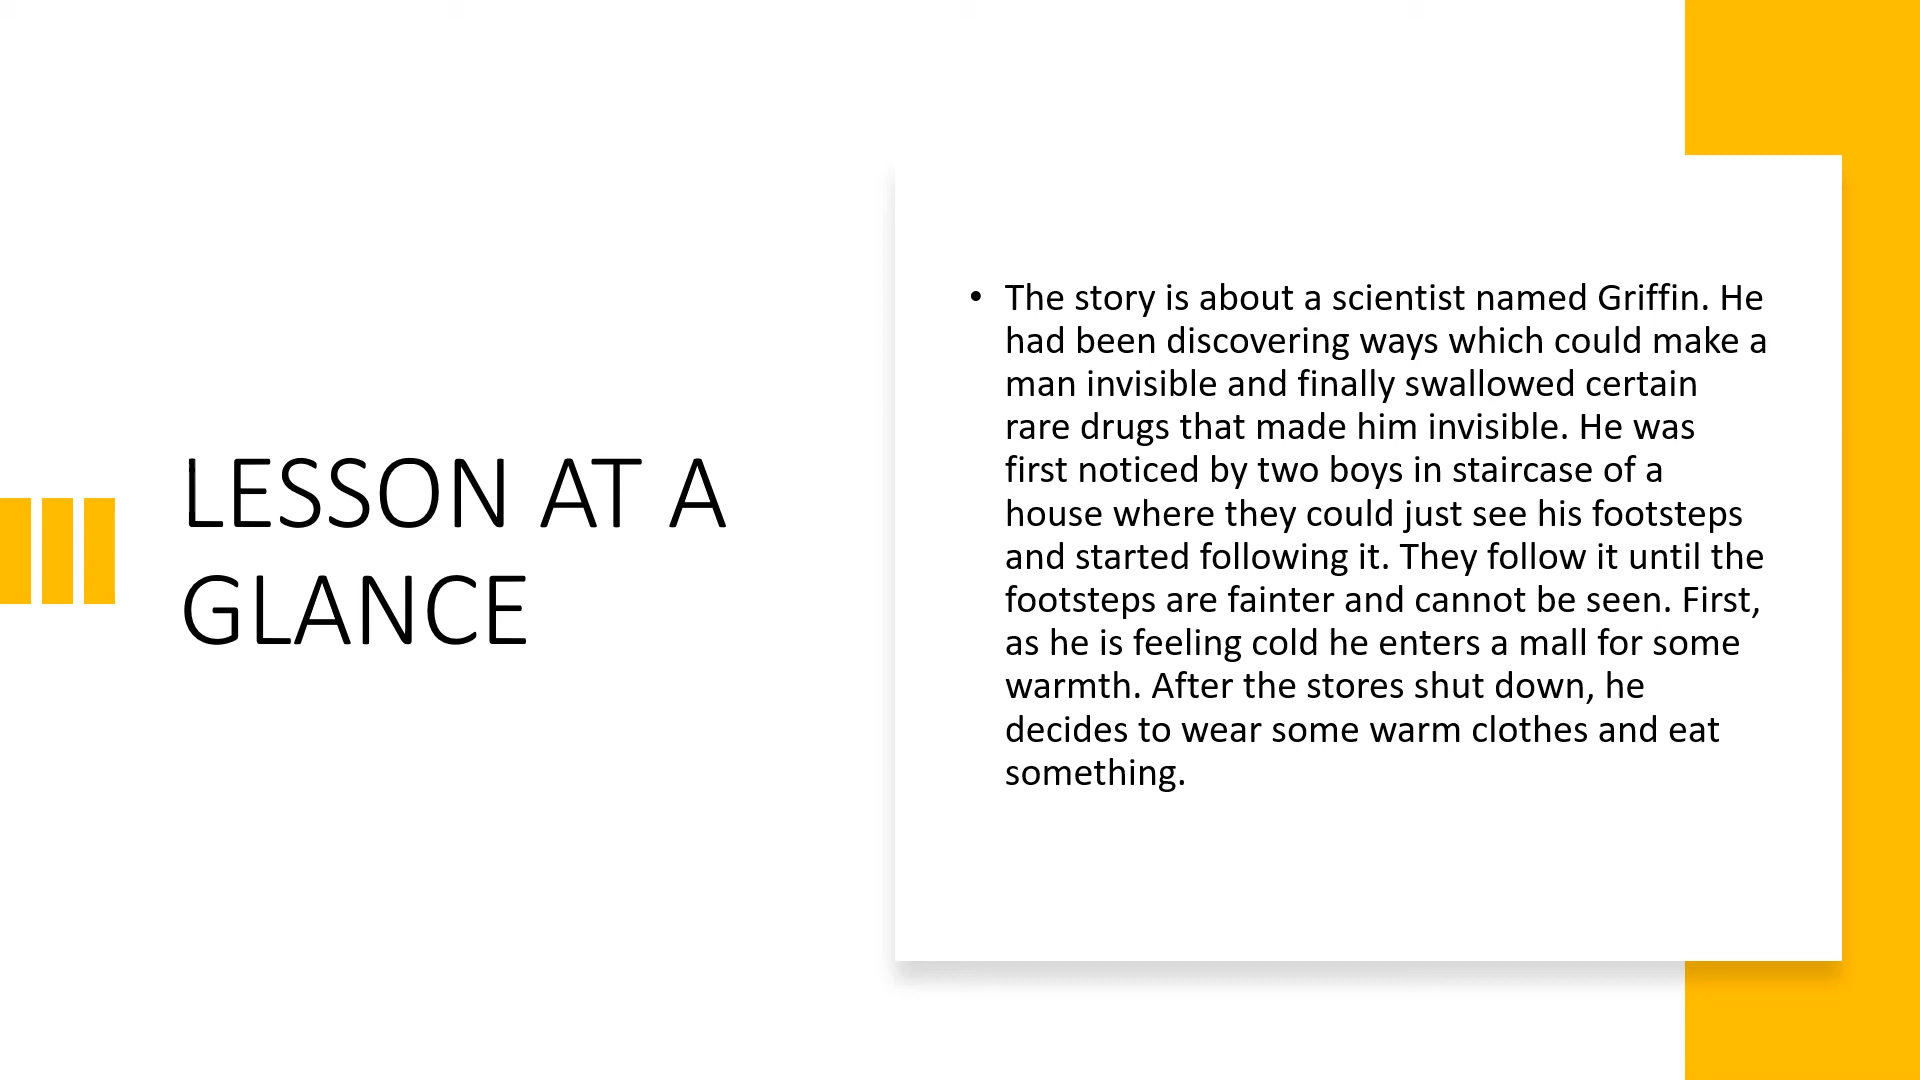 LESSON AT A
GLANCE
• The story is about a scientist named Griffin. He
had been discovering ways which could make a
man invisible and finally swallowed certain
rare drugs that made him invisible. He was
first noticed by two boys in staircase of a
house where they could just see his footsteps
and started following it. They follow it until the
footsteps are fainter and cannot be seen. First,
as he is feeling cold he enters a mall for some
warmth. After the stores shut down, he
decides to wear some warm clothes and eat
something.